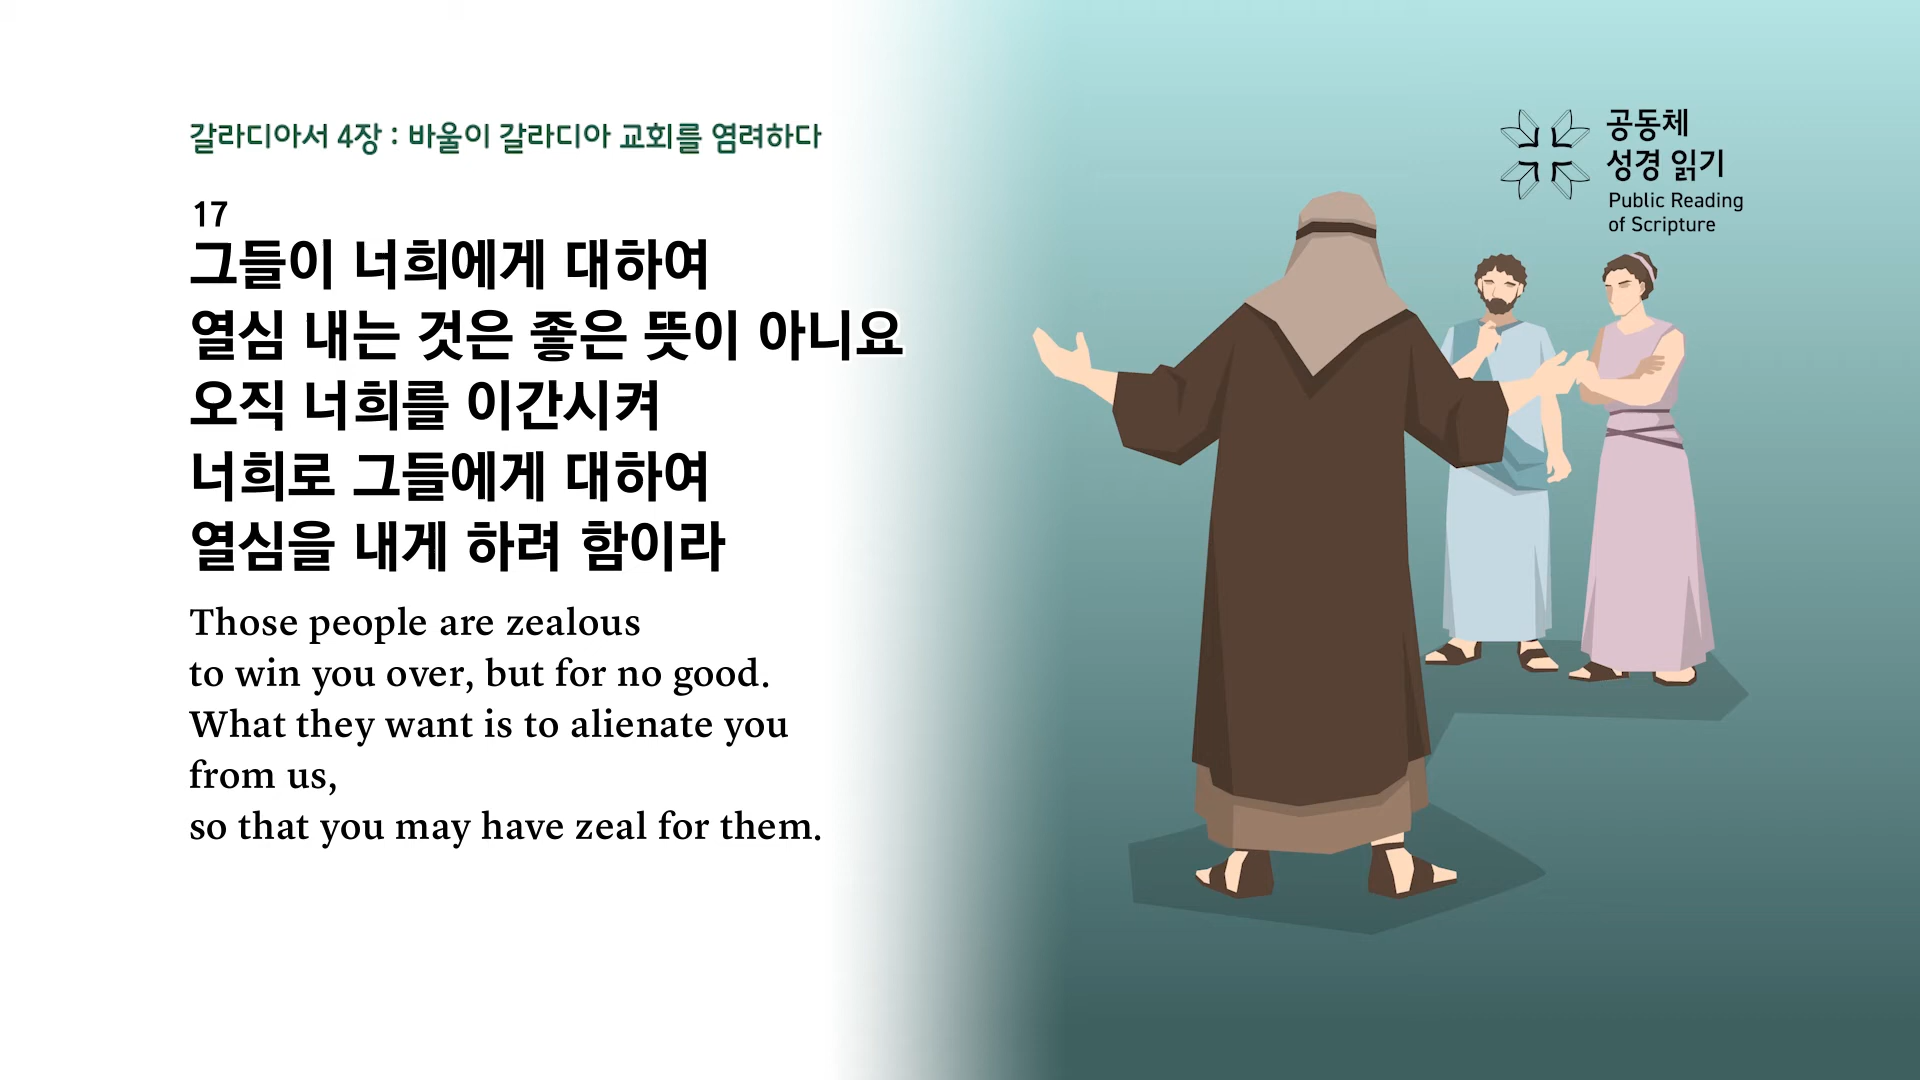 갈라디아서 4장 : 바울이 갈라디아 교회를 염려하다
17
그들이 너희에게 대하여
열심 내는 것은 좋은 뜻이 아니요
오직 너희를 이간시켜
너희로 그들에게 대하여
열심을 내게 하려 함이라
Those people are zealous
to win you over, but for no good.
What they want is to alienate you
from us,
so that you may have zeal for them.
공동체
성경 읽기
Public Reading
of Scripture